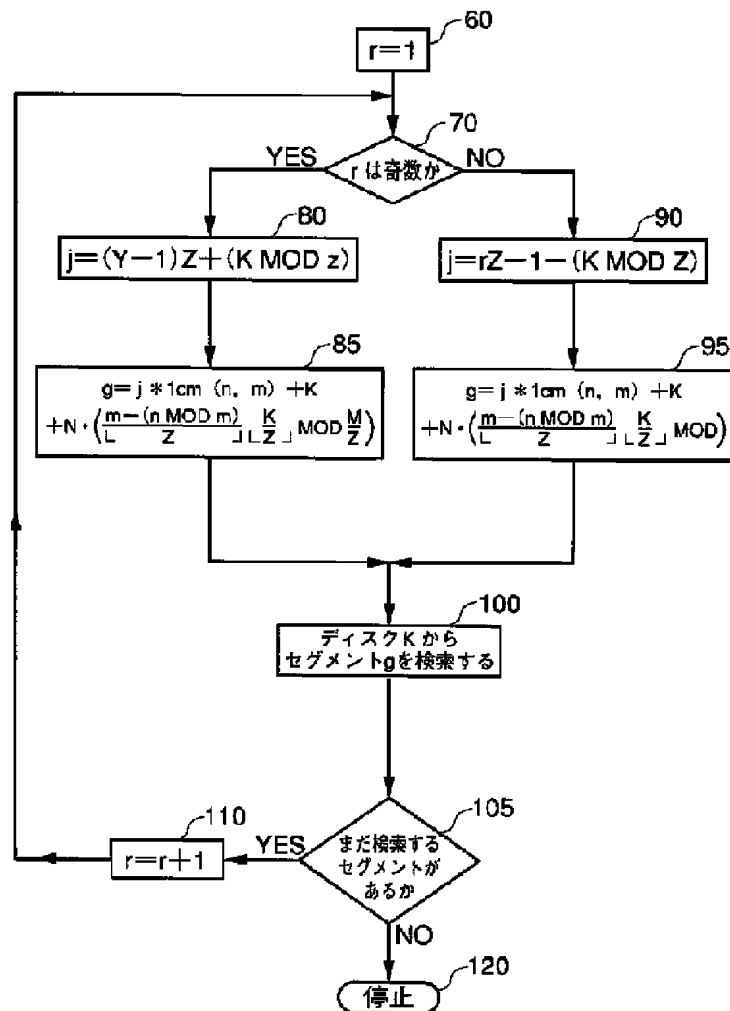 60
r=1
70
YES
r は奇数か
NO
80
j=(Y−1)Z+(K MOD z)
90
j=rZ−1−(K MOD Z)
85
g=j*1cm (n, m) +K
+N・(⌊m−(n MOD m)/Z⌋ ⌊K/Z⌋ MOD M/Z)
95
g=j*1cm (n, m) +K
+N・(⌊m−(n MOD m)/Z⌋ ⌊K/Z⌋ MOD)
100
ディスクKから
セグメントgを検索する
105
まだ検索する
セグメントが
あるか
YES
110
r=r+1
NO
120
停止